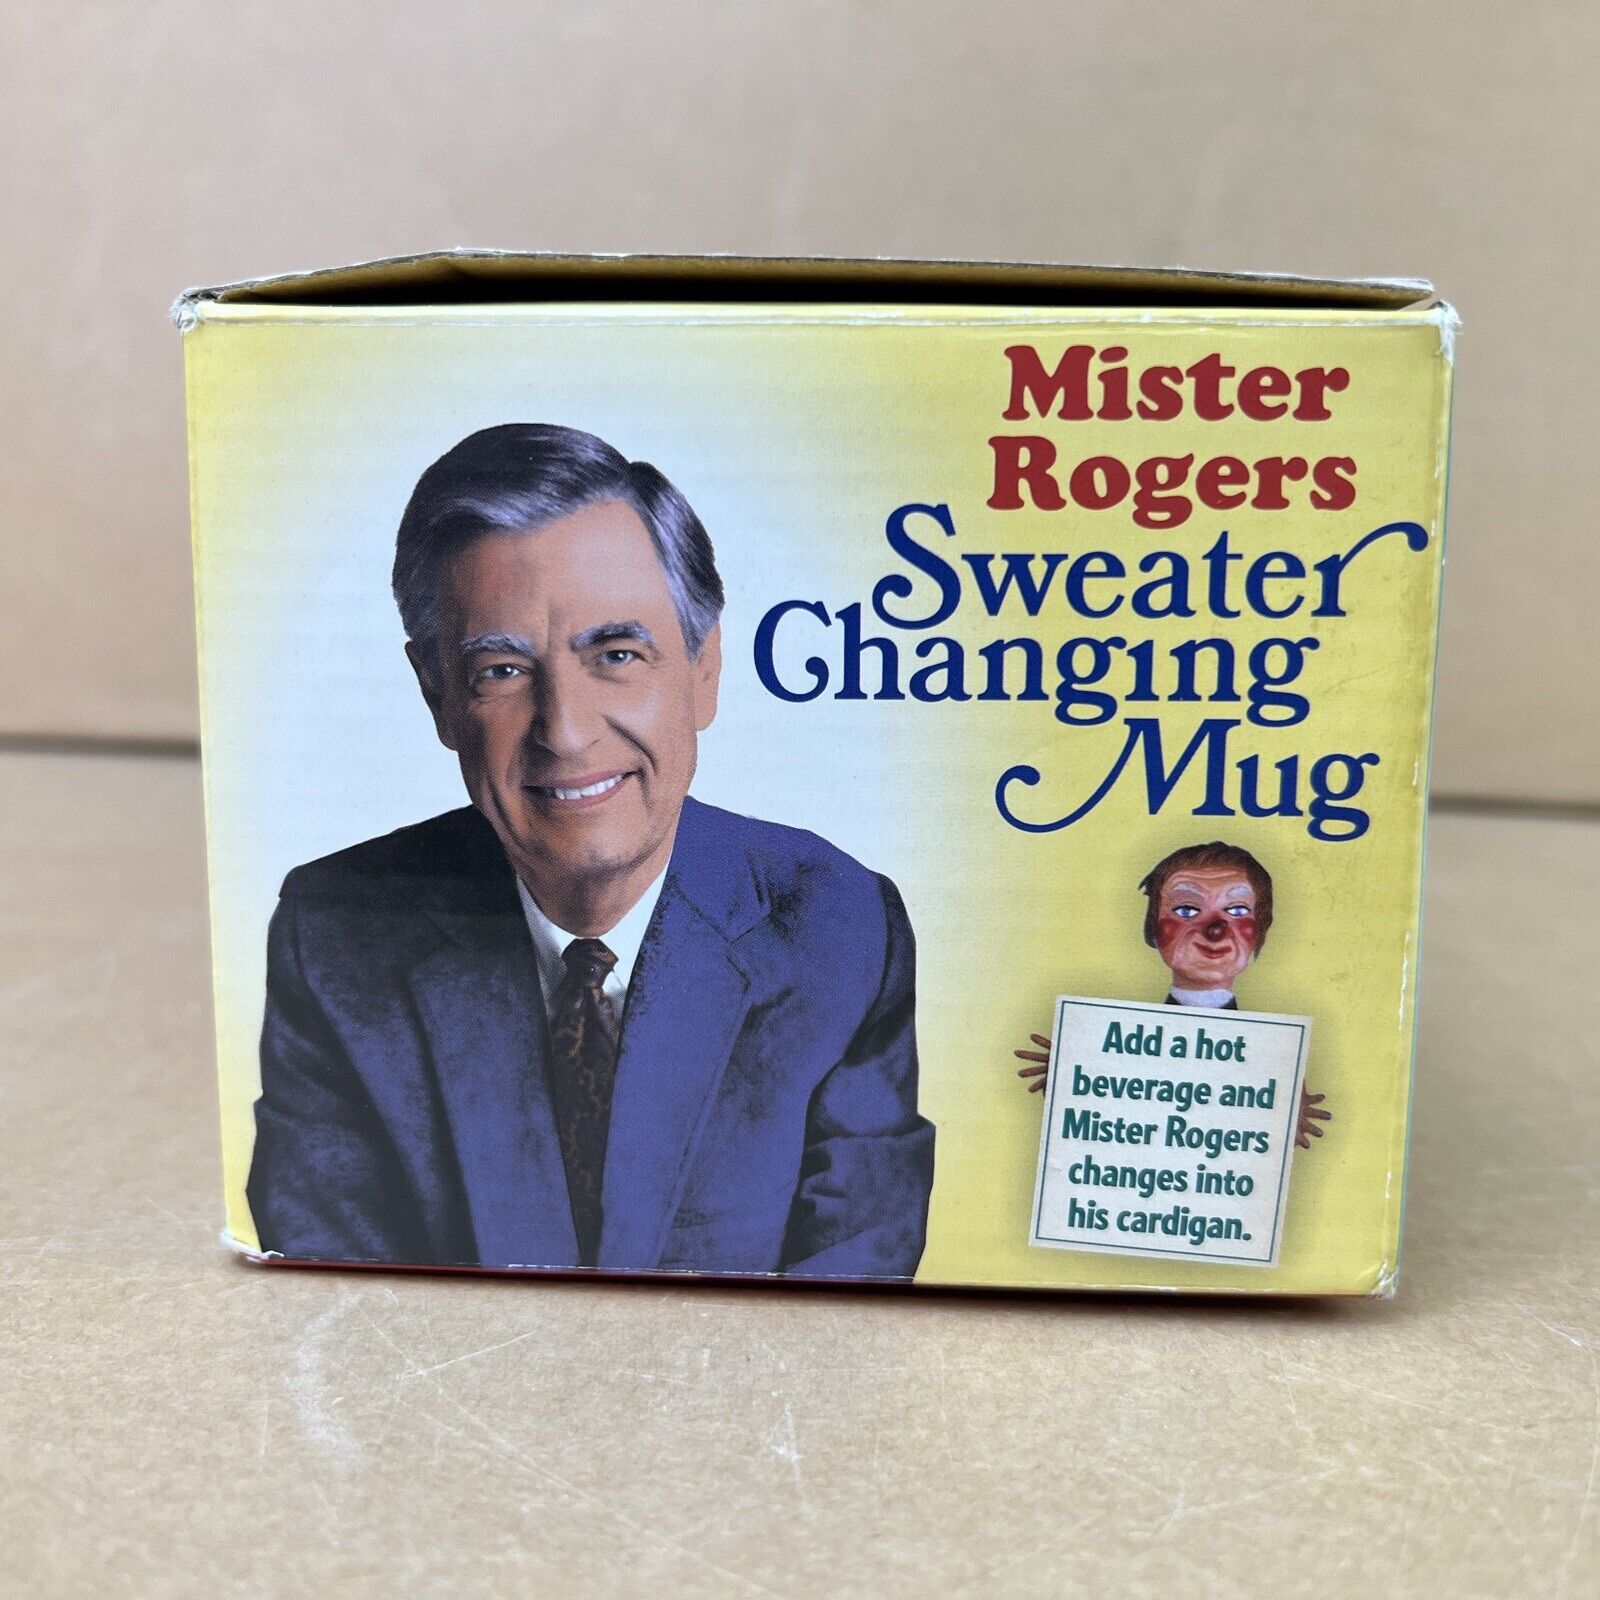 Mister
Rogers
Sweater
Changing
Mug
Add a hot
beverage and
Mister Rogers
changes into
his cardigan.